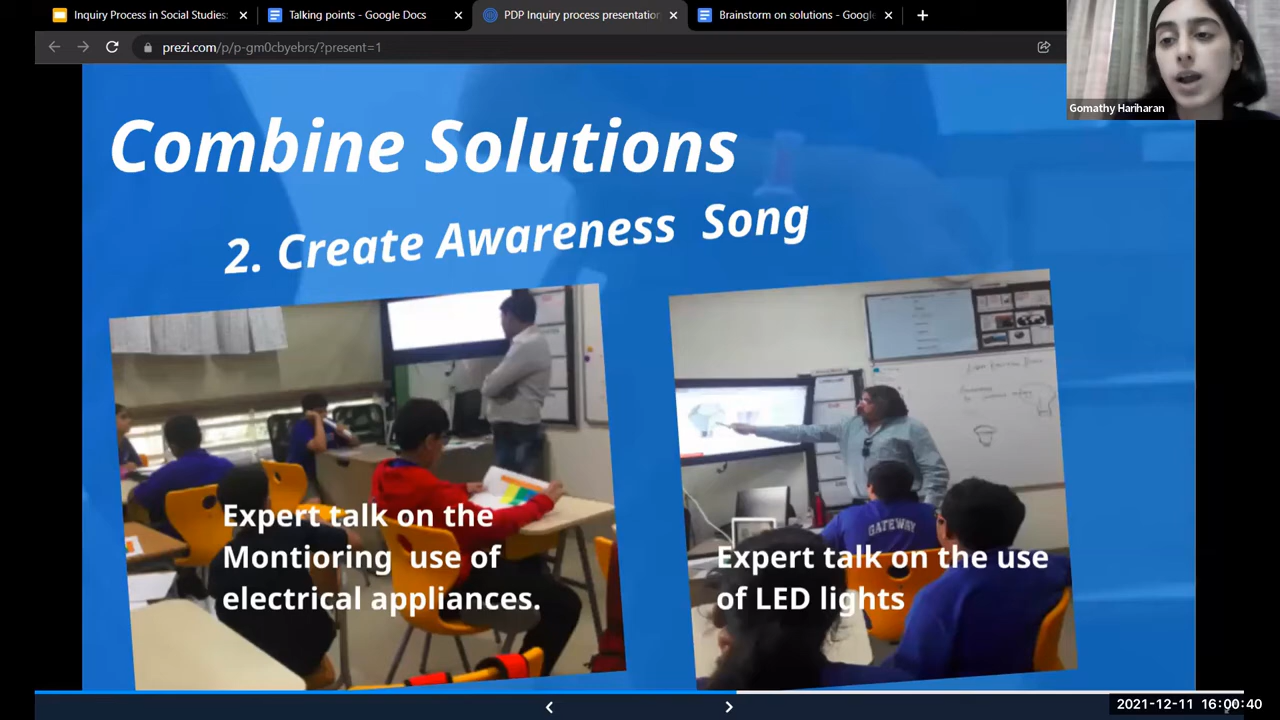 Inquiry Process in Social Studies:
Talking points - Google Docs
PDP Inquiry process presentation
Brainstorm on solutions - Google
prezi.com/p/p-gm0cbyebrs/?present=1
Gomathy Hariharan
Combine Solutions
2. Create Awareness Song
GATEWAY
Expert talk on the
Montioring use of
electrical appliances.
Expert talk on the use
of LED lights
2021-12-11 16:00:40